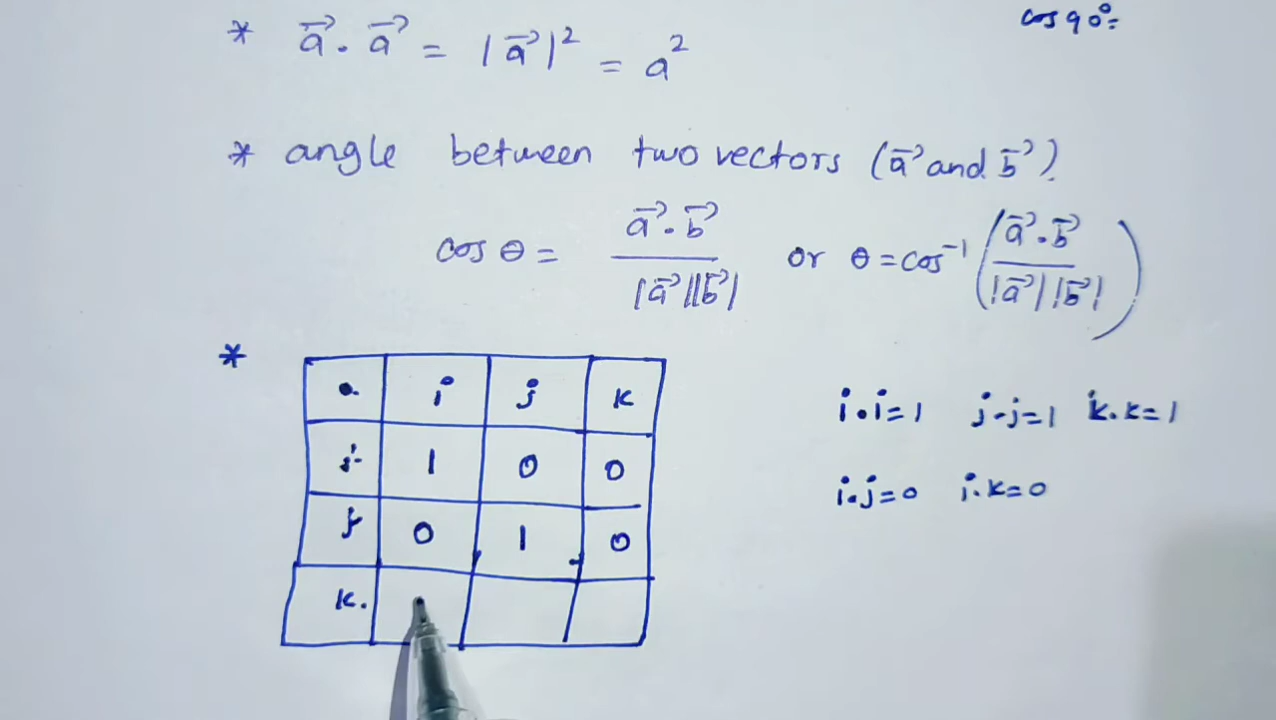 cos 90°=
* a⃗ . a⃗ = |a⃗|² = a²
* angle between two vectors (a⃗ and b⃗).
cos θ = a⃗ . b⃗ / |a⃗||b⃗| or θ = cos⁻¹ (a⃗ . b⃗ / |a⃗| |b⃗|)
*
. i j k
i. 1 0 0
j 0 1 0
k.
i.i=1 j.j=1 k.k=1
i.j=0 i.k=0